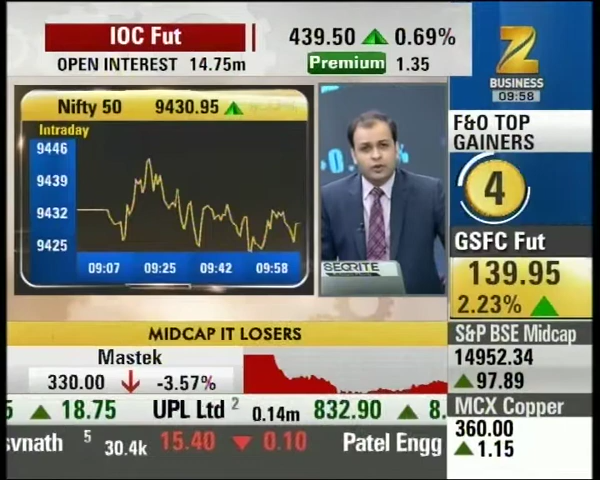 IOC Fut
439.50 0.69%
OPEN INTEREST 14.75m
Premium 1.35
Z
BUSINESS
09:58
Nifty 50 9430.95
Intraday
9446
9439
9432
9425
09:07 09:25 09:42 09:58
SEQRITE
F&O TOP
GAINERS
4
GSFC Fut
139.95
2.23%
MIDCAP IT LOSERS
Mastek
330.00 -3.57%
S&P BSE Midcap
14952.34
97.89
MCX Copper
360.00
1.15
5 18.75 UPL Ltd 2 0.14m 832.90 8.
svnath 5 30.4k 15.40 0.10 Patel Engg